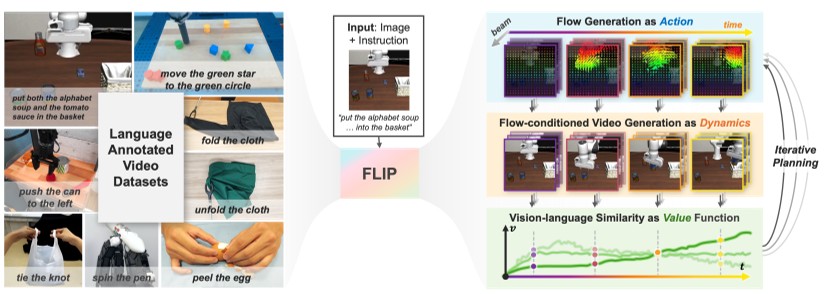 put both the alphabet
soup and the tomato
sauce in the basket
move the green star
to the green circle
Language
Annotated
Video
Datasets
fold the cloth
push the can
to the left
unfold the cloth
tie the knot
spin the pen
peel the egg
Input: Image
+ Instruction
"put the alphabet soup
... into the basket"
FLIP
Flow Generation as Action
beam
time
Flow-conditioned Video Generation as Dynamics
Iterative
Planning
Vision-language Similarity as Value Function
v
t